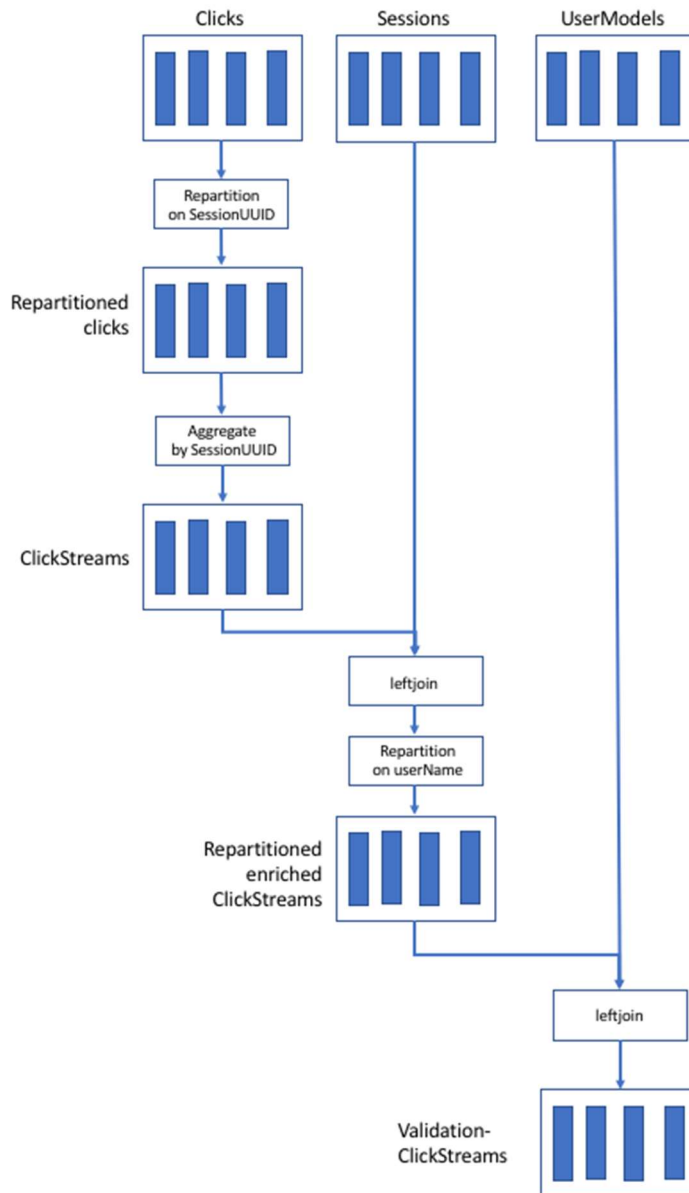 Clicks
Sessions
UserModels
Repartition
on SessionUUID
Repartitioned
clicks
Aggregate
by SessionUUID
ClickStreams
leftjoin
Repartition
on userName
Repartitioned
enriched
ClickStreams
leftjoin
Validation-
ClickStreams